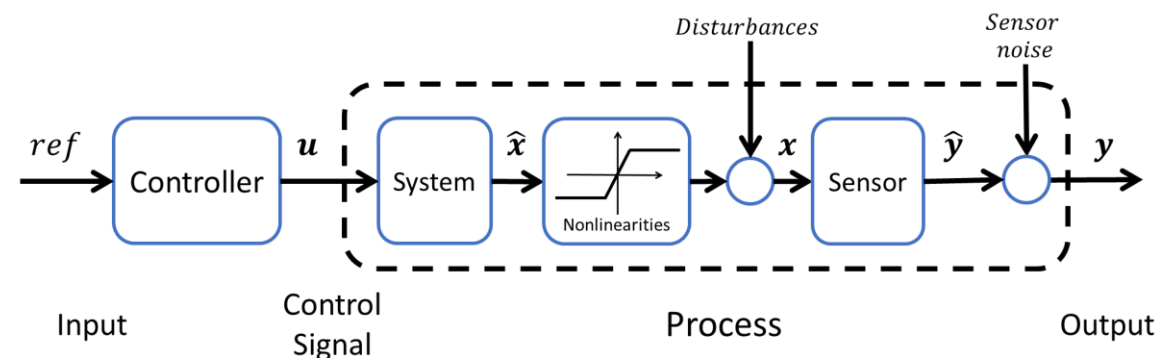 Disturbances
Sensor
noise
ref
Controller
u
System
x̂
Nonlinearities
x
Sensor
ŷ
y
Input
Control
Signal
Process
Output